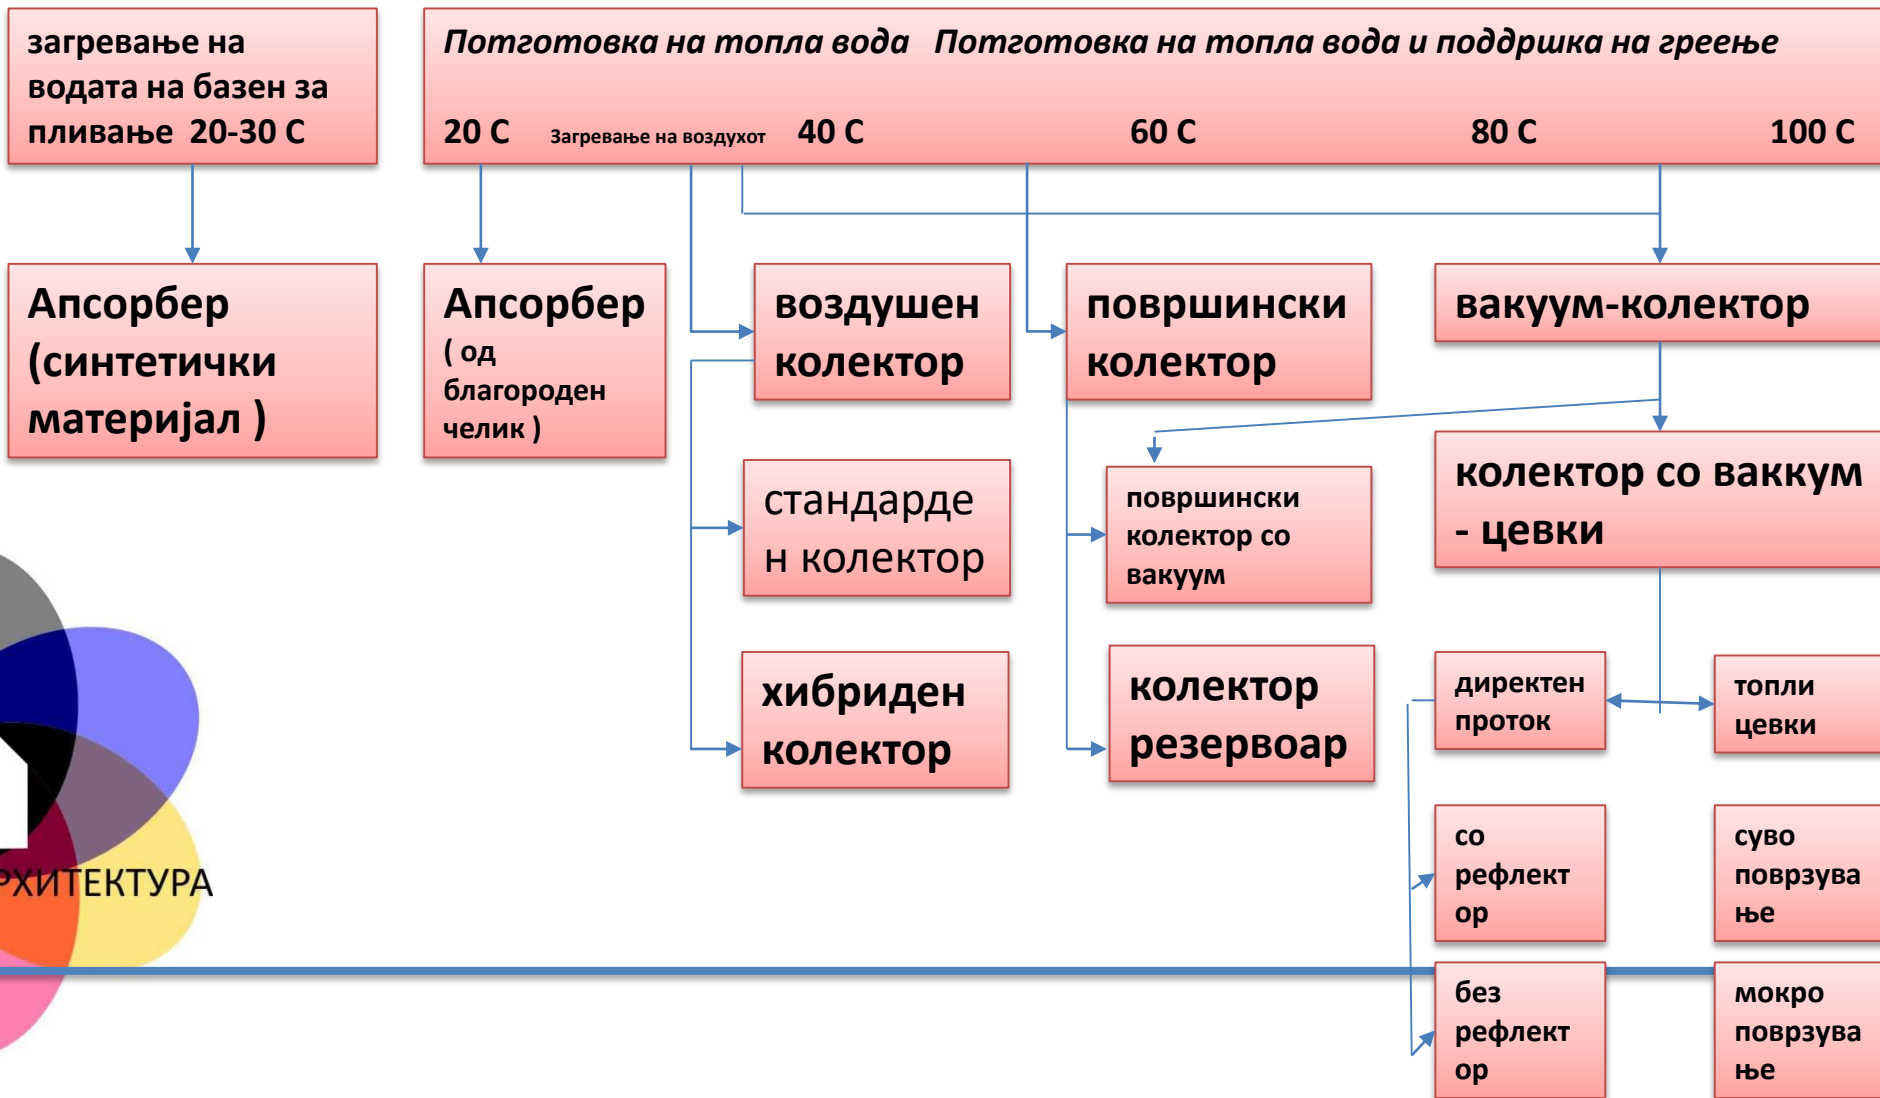 загревање на
водата на базен за
пливање 20-30 С
Потготовка на топла вода Потготовка на топла вода и поддршка на греење
20 С Загревање на воздухот 40 С 60 С 80 С 100 С
Апсорбер
(синтетички
материјал )
Апсорбер
( од
благороден
челик )
воздушен
колектор
површински
колектор
вакуум-колектор
стандарде
н колектор
површински
колектор со
вакуум
колектор со ваккум
- цевки
хибриден
колектор
колектор
резервоар
директен
проток
топли
цевки
со
рефлект
ор
суво
поврзува
ње
без
рефлект
ор
мокро
поврзува
ње
РХИТЕКТУРА